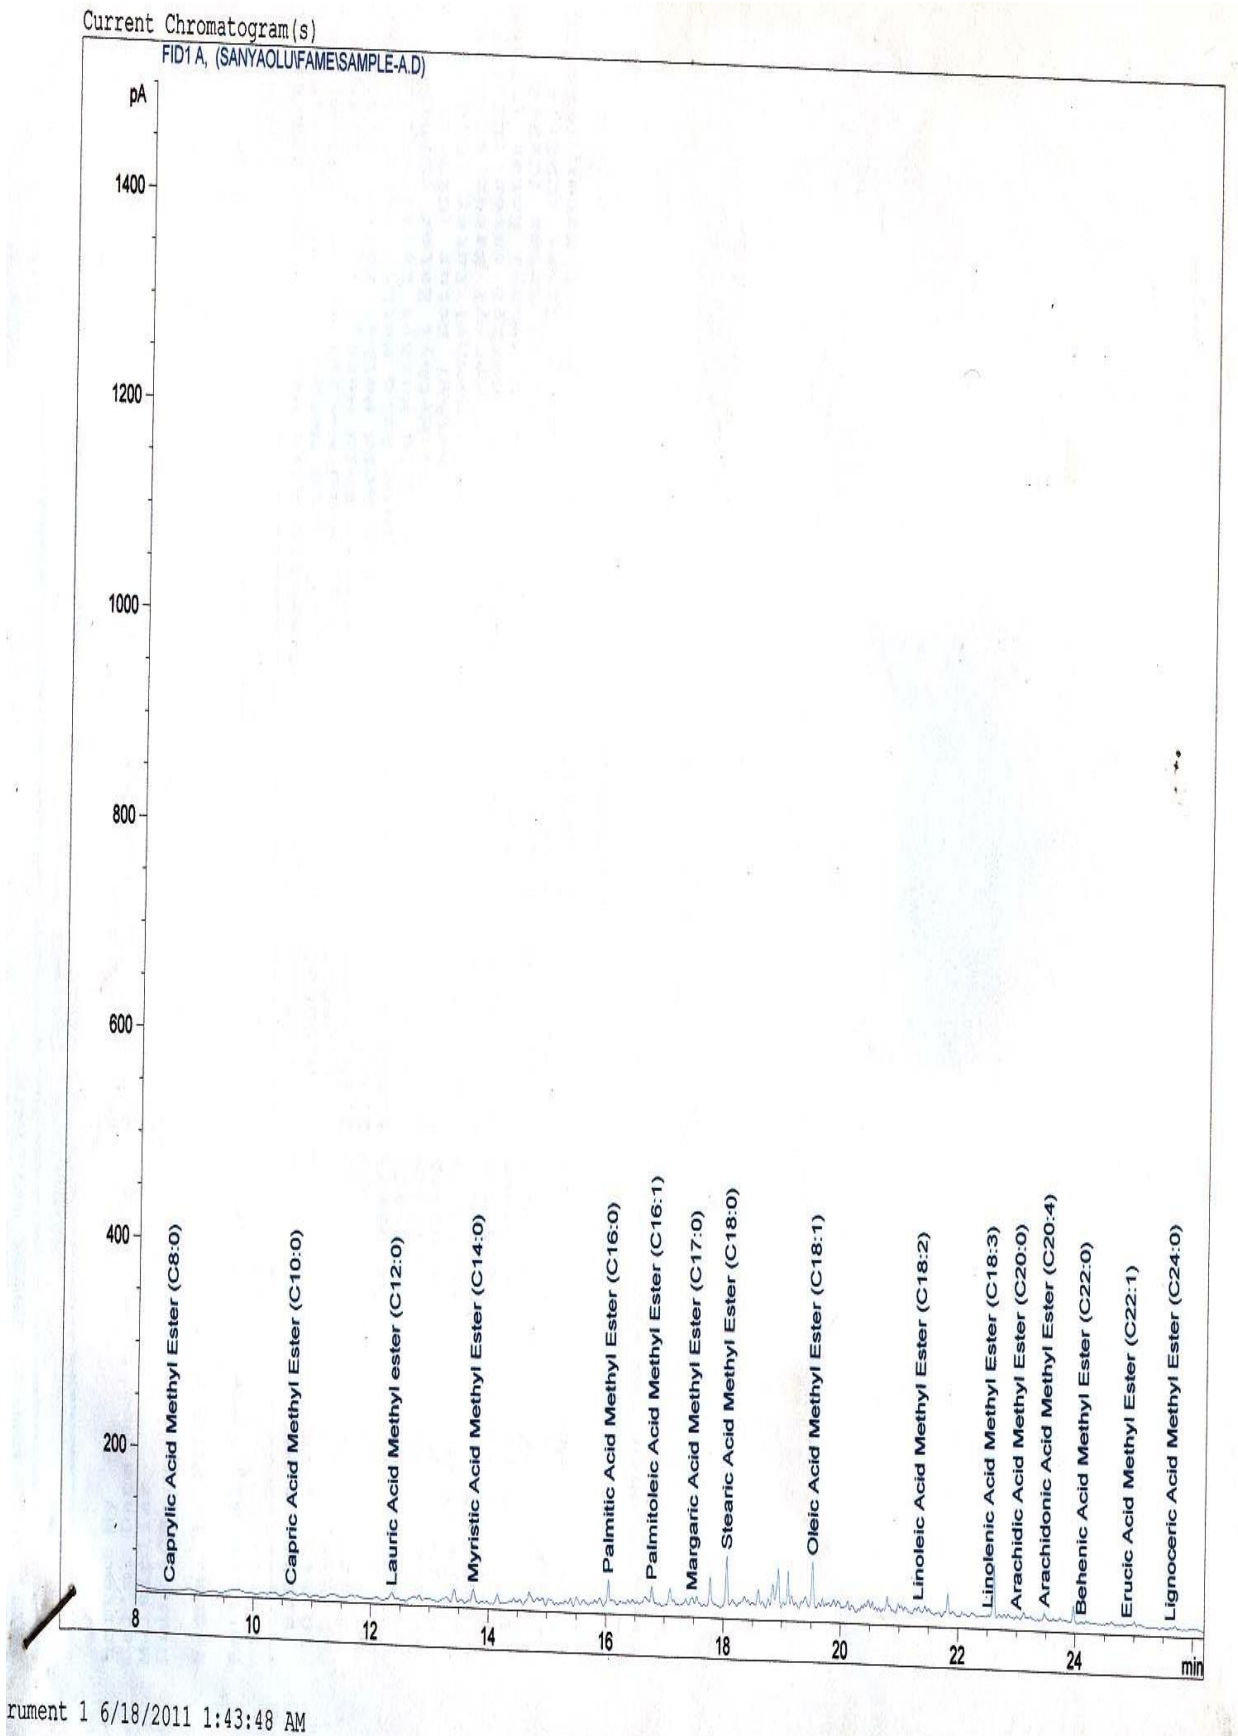 Current Chromatogram(s)
FID1 A, (SANYAOLU\FAME\SAMPLE-A.D)
pA
1400
1200
1000
800
600
400
200
Caprylic Acid Methyl Ester (C8:0)
Capric Acid Methyl Ester (C10:0)
Lauric Acid Methyl ester (C12:0)
Myristic Acid Methyl Ester (C14:0)
Palmitic Acid Methyl Ester (C16:0)
Palmitoleic Acid Methyl Ester (C16:1)
Margaric Acid Methyl Ester (C17:0)
Stearic Acid Methyl Ester (C18:0)
Oleic Acid Methyl Ester (C18:1)
Linoleic Acid Methyl Ester (C18:2)
Linolenic Acid Methyl Ester (C18:3)
Arachidic Acid Methyl Ester (C20:0)
Arachidonic Acid Methyl Ester (C20:4)
Behenic Acid Methyl Ester (C22:0)
Erucic Acid Methyl Ester (C22:1)
Lignoceric Acid Methyl Ester (C24:0)
8 10 12 14 16 18 20 22 24 min
rument 1 6/18/2011 1:43:48 AM